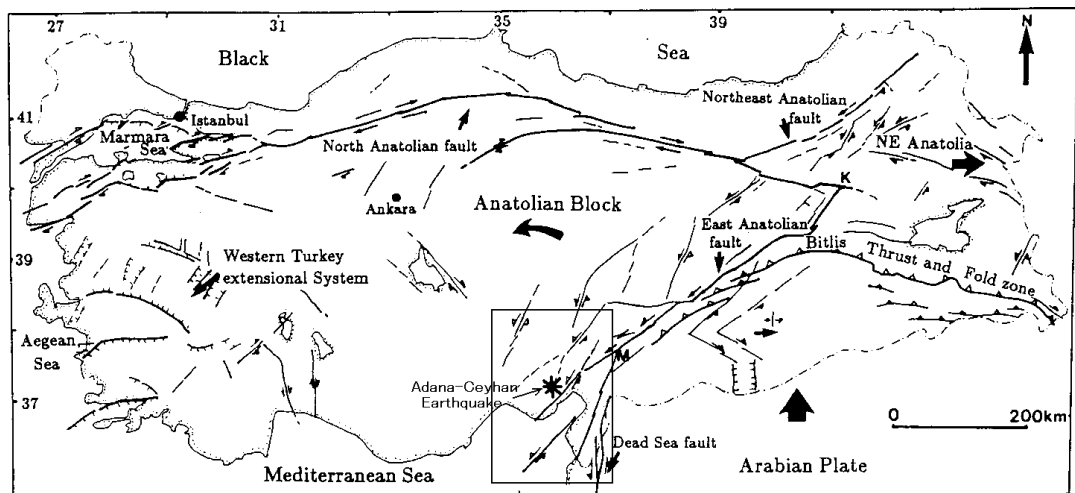 27
31
35
39
N
Black
Sea
41
Istanbul
Marmara
Sea
North Anatolian fault
Northeast Anatolian
fault
NE Anatolia
K
Ankara
Anatolian Block
East Anatolian
fault
Bitlis
Thrust and Fold zone
39
Western Turkey
extensional System
Aegean
Sea
M
Adana-Ceyhan
Earthquake
37
0
200km
Dead Sea fault
Mediterranean Sea
Arabian Plate